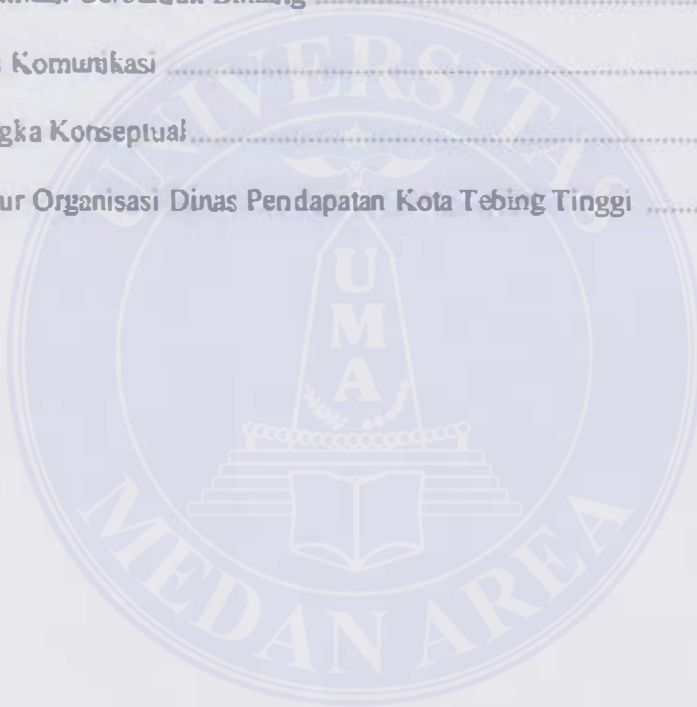 Komunikasi ........................
gka Konseptual ........................
ur Organisasi Dinas Pendapatan Kota Tebing Tinggi ........
UNIVERSITAS
U
M
A
MEDAN AREA